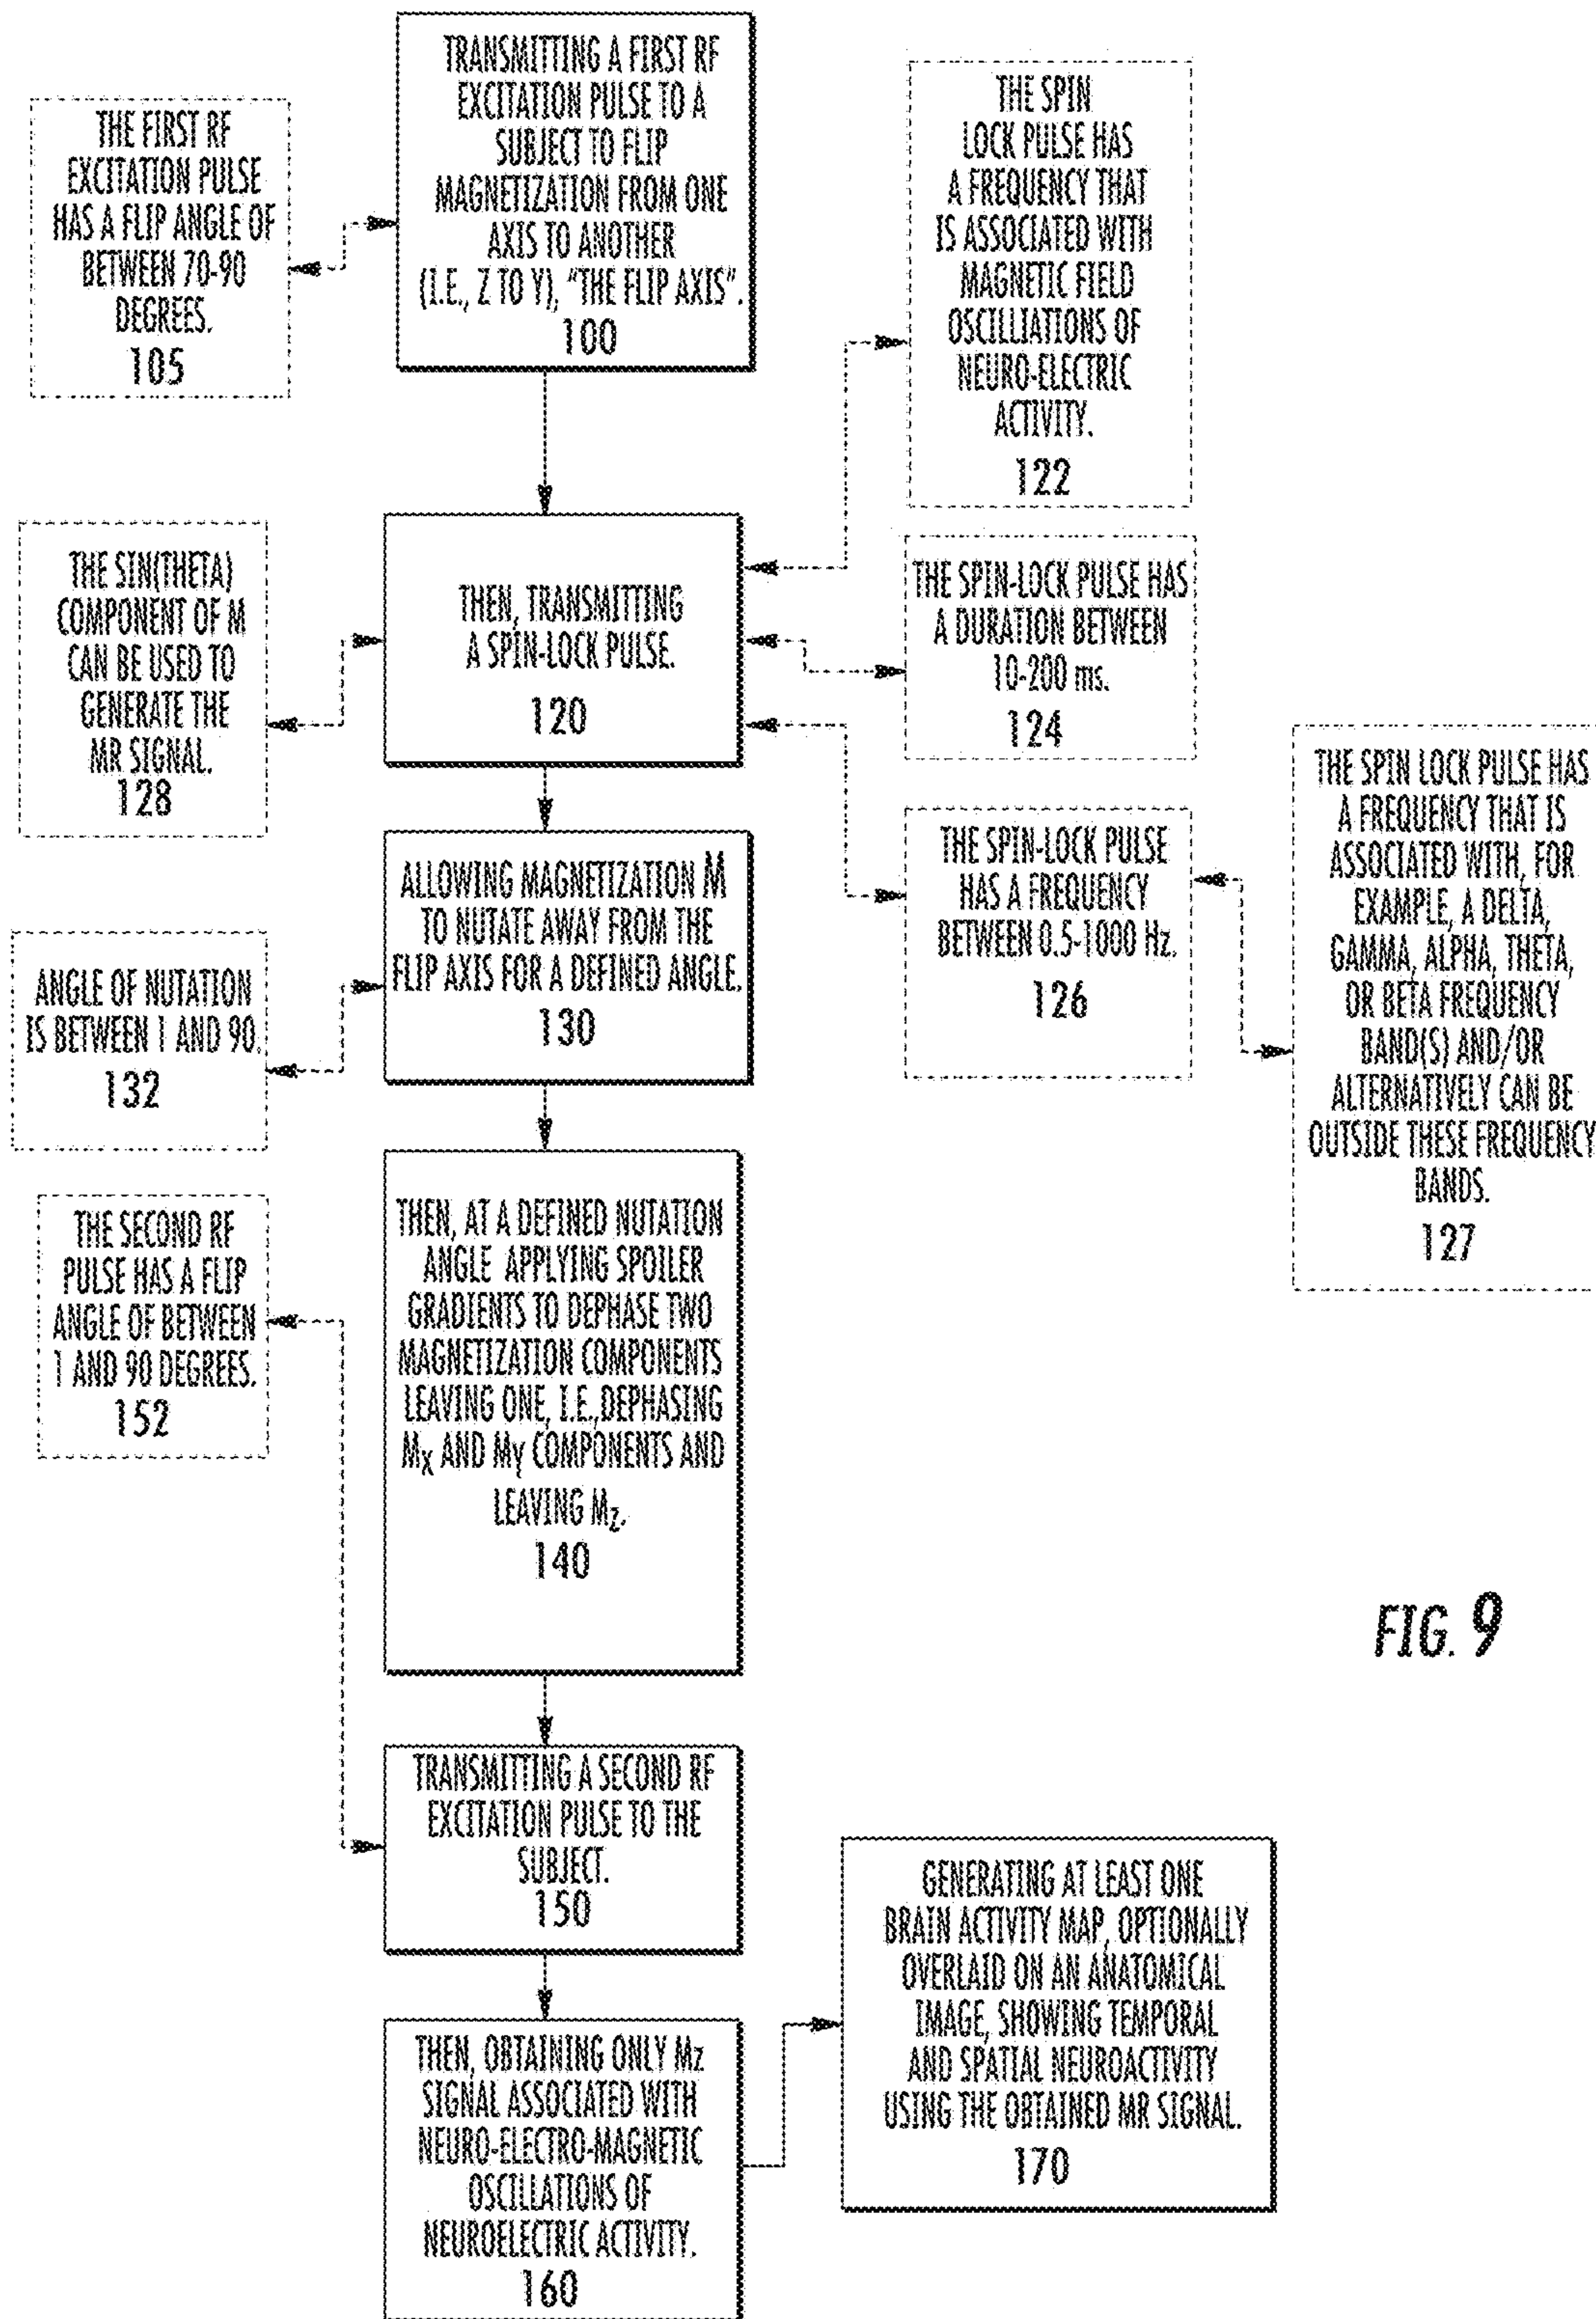 TRANSMITTING A FIRST RF
EXCITATION PULSE TO A
SUBJECT TO FLIP
MAGNETIZATION FROM ONE
AXIS TO ANOTHER
(I.E., Z TO Y), "THE FLIP AXIS".
100
THE FIRST RF
EXCITATION PULSE
HAS A FLIP ANGLE OF
BETWEEN 70-90
DEGREES.
105
THE SPIN
LOCK PULSE HAS
A FREQUENCY THAT
IS ASSOCIATED WITH
MAGNETIC FIELD
OSCILLIATIONS OF
NEURO-ELECTRIC
ACTIVITY.
122
THEN, TRANSMITTING
A SPIN-LOCK PULSE.
120
THE SIN(THETA)
COMPONENT OF M
CAN BE USED TO
GENERATE THE
MR SIGNAL.
128
THE SPIN-LOCK PULSE HAS
A DURATION BETWEEN
10-200 ms.
124
THE SPIN-LOCK PULSE
HAS A FREQUENCY
BETWEEN 0.5-1000 Hz.
126
THE SPIN LOCK PULSE HAS
A FREQUENCY THAT IS
ASSOCIATED WITH, FOR
EXAMPLE, A DELTA,
GAMMA, ALPHA, THETA,
OR BETA FREQUENCY
BAND(S) AND/OR
ALTERNATIVELY CAN BE
OUTSIDE THESE FREQUENCY
BANDS.
127
ALLOWING MAGNETIZATION M
TO NUTATE AWAY FROM THE
FLIP AXIS FOR A DEFINED ANGLE.
130
ANGLE OF NUTATION
IS BETWEEN 1 AND 90.
132
THEN, AT A DEFINED NUTATION
ANGLE APPLYING SPOILER
GRADIENTS TO DEPHASE TWO
MAGNETIZATION COMPONENTS
LEAVING ONE, I.E.,DEPHASING
MX AND MY COMPONENTS AND
LEAVING MZ.
140
THE SECOND RF
PULSE HAS A FLIP
ANGLE OF BETWEEN
1 AND 90 DEGREES.
152
TRANSMITTING A SECOND RF
EXCITATION PULSE TO THE
SUBJECT.
150
THEN, OBTAINING ONLY MZ
SIGNAL ASSOCIATED WITH
NEURO-ELECTRO-MAGNETIC
OSCILLATIONS OF
NEUROELECTRIC ACTIVITY.
160
GENERATING AT LEAST ONE
BRAIN ACTIVITY MAP, OPTIONALLY
OVERLAID ON AN ANATOMICAL
IMAGE, SHOWING TEMPORAL
AND SPATIAL NEUROACTIVITY
USING THE OBTAINED MR SIGNAL.
170
FIG. 9